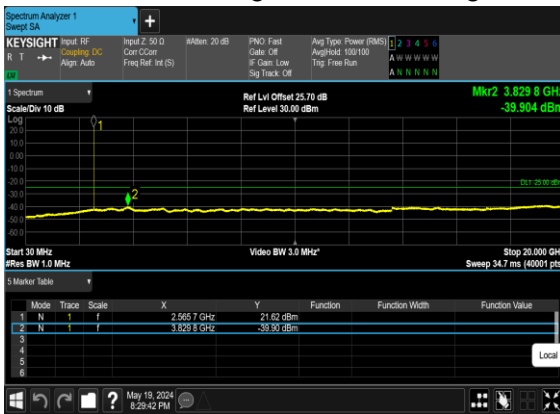 Spectrum Analyzer 1
Swept SA
KEYSIGHT
R T
LV
Input: RF
Coupling: DC
Align: Auto
Input Z: 50 Ω
Corr CCorr
Freq Ref: Int (S)
#Atten: 20 dB
PNO: Fast
Gate: Off
IF Gain: Low
Sig Track: Off
Avg Type: Power (RMS)
Avg|Hold: 100/100
Trig: Free Run
1 2 3 4 5 6
A W W W W W
A N N N N N
1 Spectrum
Scale/Div 10 dB
Ref Lvl Offset 25.70 dB
Ref Level 30.00 dBm
Mkr2 3.829 8 GHz
-39.904 dBm
Log
20.0
10.0
0.00
-10.0
-20.0
-30.0
-40.0
-50.0
-60.0
1
2
DL1 -25.00 dBm
Start 30 MHz
#Res BW 1.0 MHz
Video BW 3.0 MHz*
Stop 20.000 GH
Sweep 34.7 ms (40001 pts
5 Marker Table
Mode Trace Scale X Y Function Function Width Function Value
1 N 1 f 2.565 7 GHz 21.62 dBm
2 N 1 f 3.829 8 GHz -39.90 dBm
3
4
5
6
Local
?
May 19, 2024
8:29:42 PM